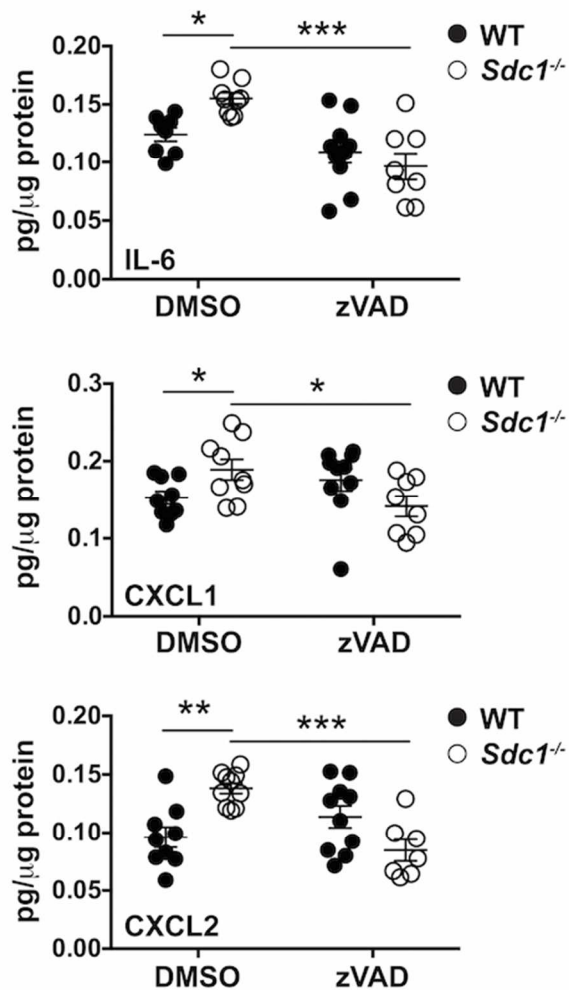 * ***
0.20 WT
Sdc1-/-
0.15
0.10
0.05
0.00
pg/μg protein
IL-6
DMSO zVAD
* *
0.3 WT
Sdc1-/-
0.2
0.1
0.0
pg/μg protein
CXCL1
DMSO zVAD
** ***
0.20 WT
Sdc1-/-
0.15
0.10
0.05
0.00
pg/μg protein
CXCL2
DMSO zVAD